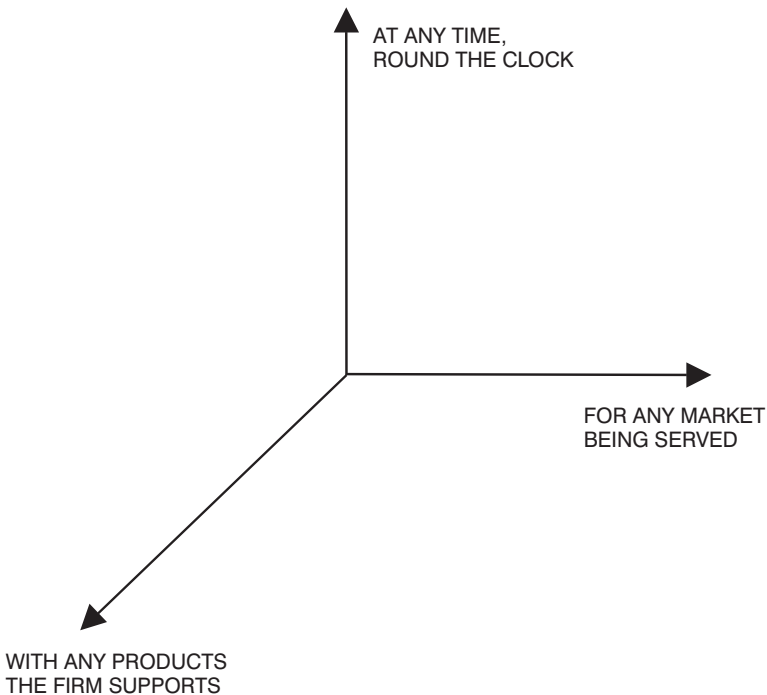 AT ANY TIME,
ROUND THE CLOCK
FOR ANY MARKET
BEING SERVED
WITH ANY PRODUCTS
THE FIRM SUPPORTS